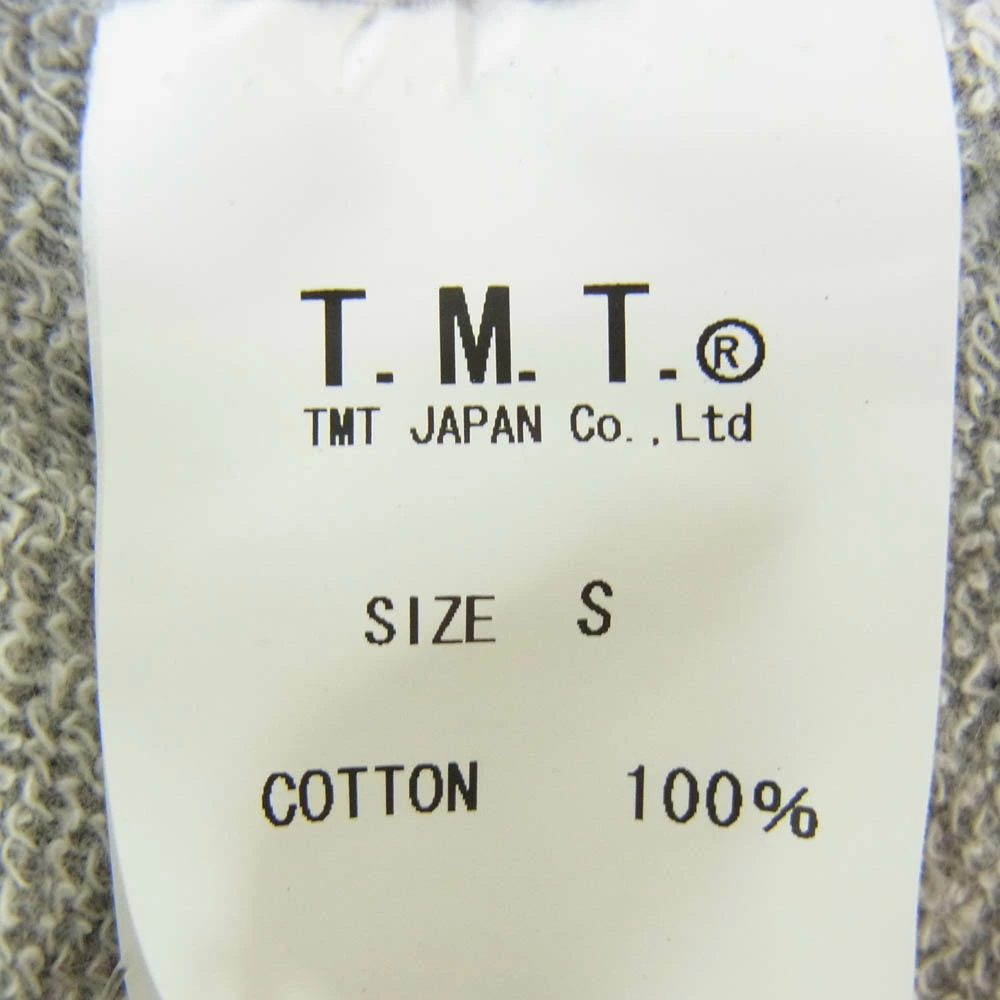 T.M.T.®
TMT JAPAN Co.,Ltd
SIZE S
COTTON 100%